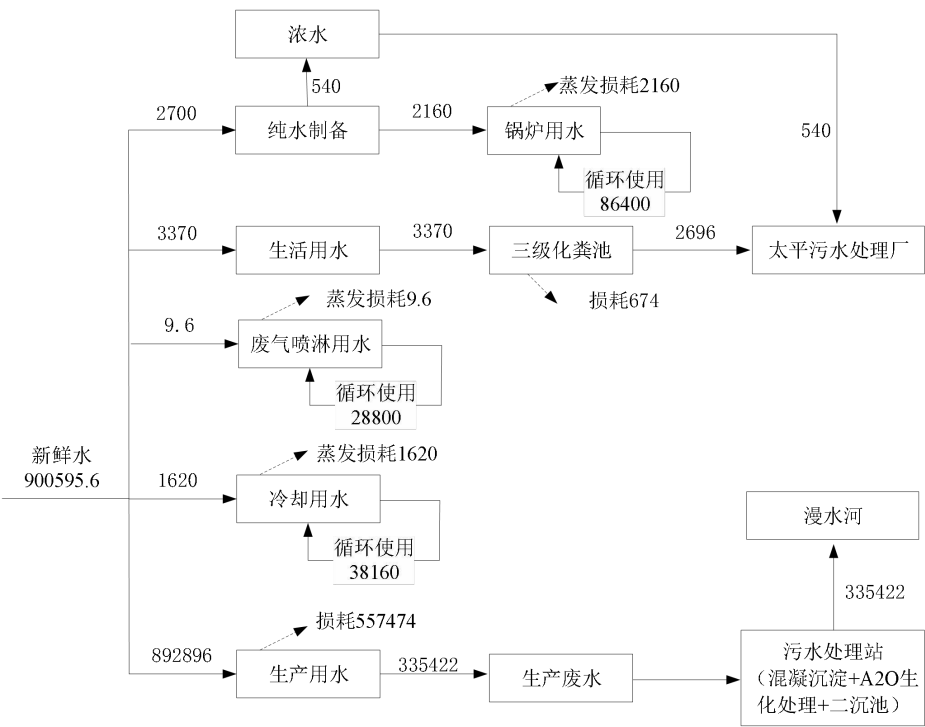 浓水
540
蒸发损耗2160
2700
纯水制备
2160
锅炉用水
540
循环使用
86400
3370
生活用水
3370
三级化粪池
2696
太平污水处理厂
损耗674
蒸发损耗9.6
9.6
废气喷淋用水
循环使用
28800
新鲜水
900595.6
蒸发损耗1620
1620
冷却用水
循环使用
38160
漫水河
335422
损耗557474
892896
生产用水
335422
生产废水
污水处理站
（混凝沉淀+A2O生
化处理+二沉池）